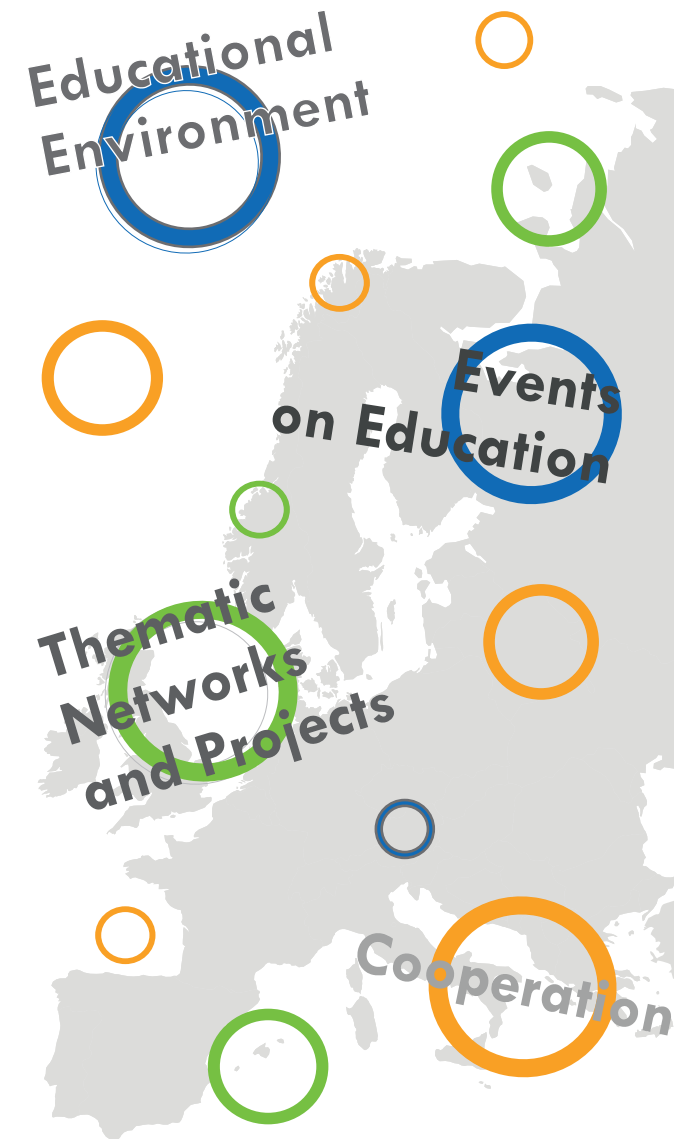 Educational
Environment
Events
on Education
Thematic
Networks
and Projects
Cooperation